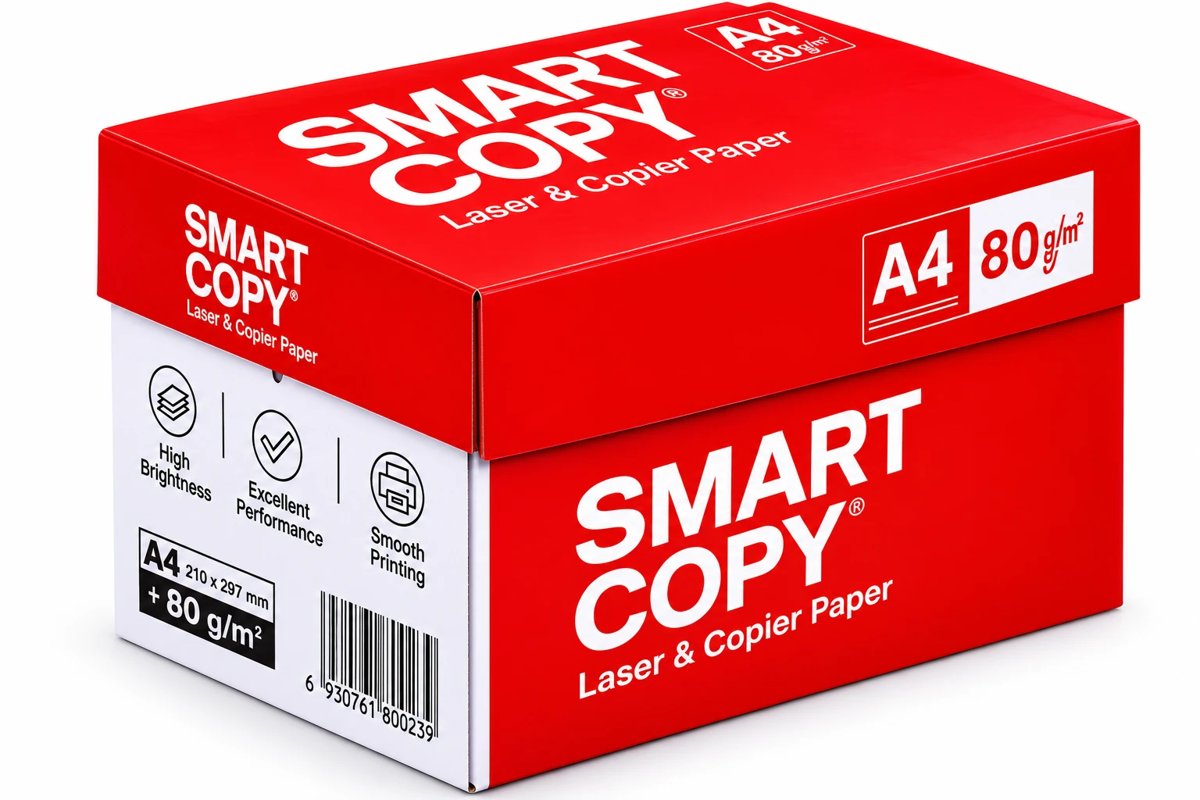 SMART
COPY®
Laser & Copier Paper
A4
80 g/m²
SMART
COPY®
Laser & Copier Paper
A4
80 g/m²
High
Brightness
Excellent
Performance
Smooth
Printing
A4 210 x 297 mm
+ 80 g/m²
6 930761 800239
SMART
COPY®
Laser & Copier Paper